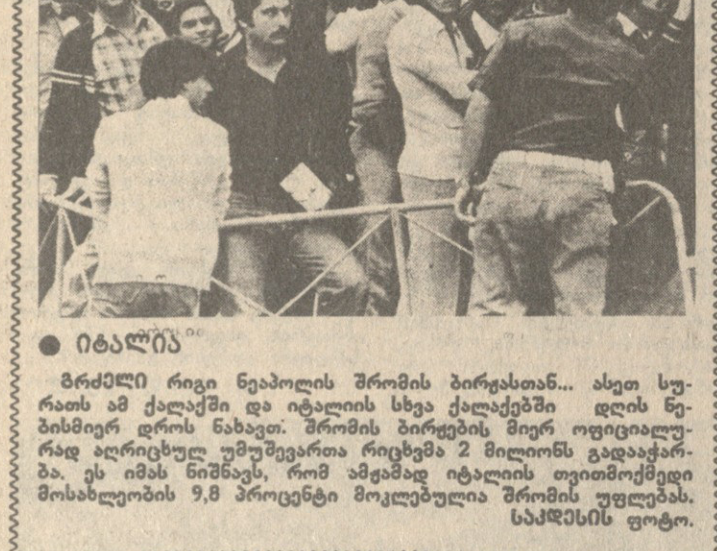 ● ᲘᲢᲐᲚᲘᲐ
ᲒᲠᲫᲔᲚᲘ რიგი ნეაპოლის შრომის ბირჟასთან... ასეთ სუ-
რათს ამ ქალაქში და იტალიის სხვა ქალაქებში დღის ნე-
ბისმიერ დროს ნახავთ. შრომის ბირჟების მიერ ოფიციალუ-
რად აღრიცხულ უმუშევართა რიცხვმა 2 მილიონს გადააჭარ-
ბა. ეს იმას ნიშნავს, რომ ამჟამად იტალიის თვითმოქმედი
მოსახლეობის 9,8 პროცენტი მოკლებულია შრომის უფლებას.
ᲡᲐᲙᲓᲔᲡᲘᲡ ფოტო.